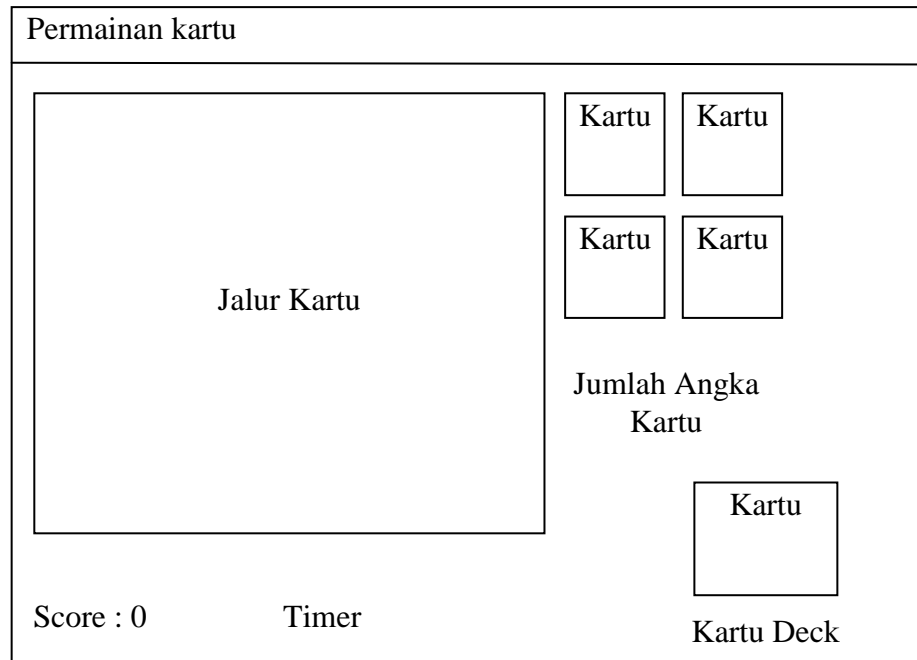 Permainan kartu
Kartu Kartu
Kartu Kartu
Jalur Kartu
Jumlah Angka
Kartu
Kartu
Score : 0 Timer
Kartu Deck